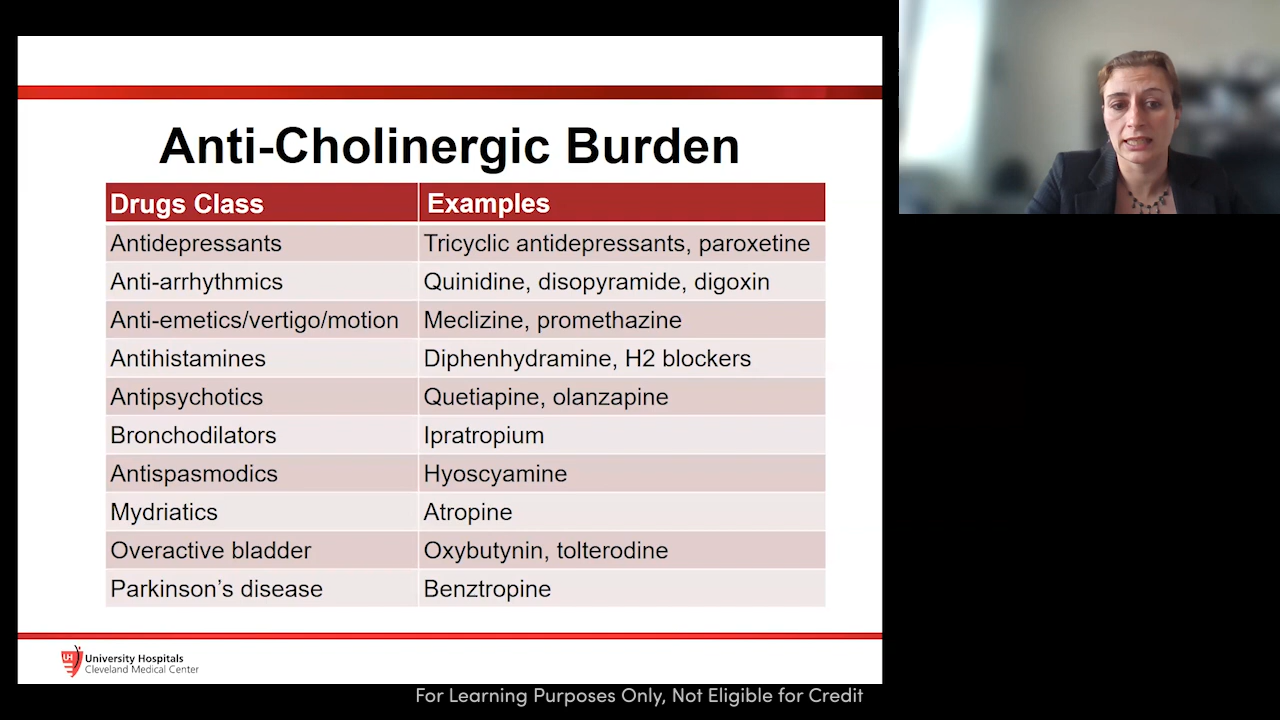 Anti-Cholinergic Burden
Drugs Class Examples
Antidepressants Tricyclic antidepressants, paroxetine
Anti-arrhythmics Quinidine, disopyramide, digoxin
Anti-emetics/vertigo/motion Meclizine, promethazine
Antihistamines Diphenhydramine, H2 blockers
Antipsychotics Quetiapine, olanzapine
Bronchodilators Ipratropium
Antispasmodics Hyoscyamine
Mydriatics Atropine
Overactive bladder Oxybutynin, tolterodine
Parkinson’s disease Benztropine
UH University Hospitals
Cleveland Medical Center
For Learning Purposes Only, Not Eligible for Credit